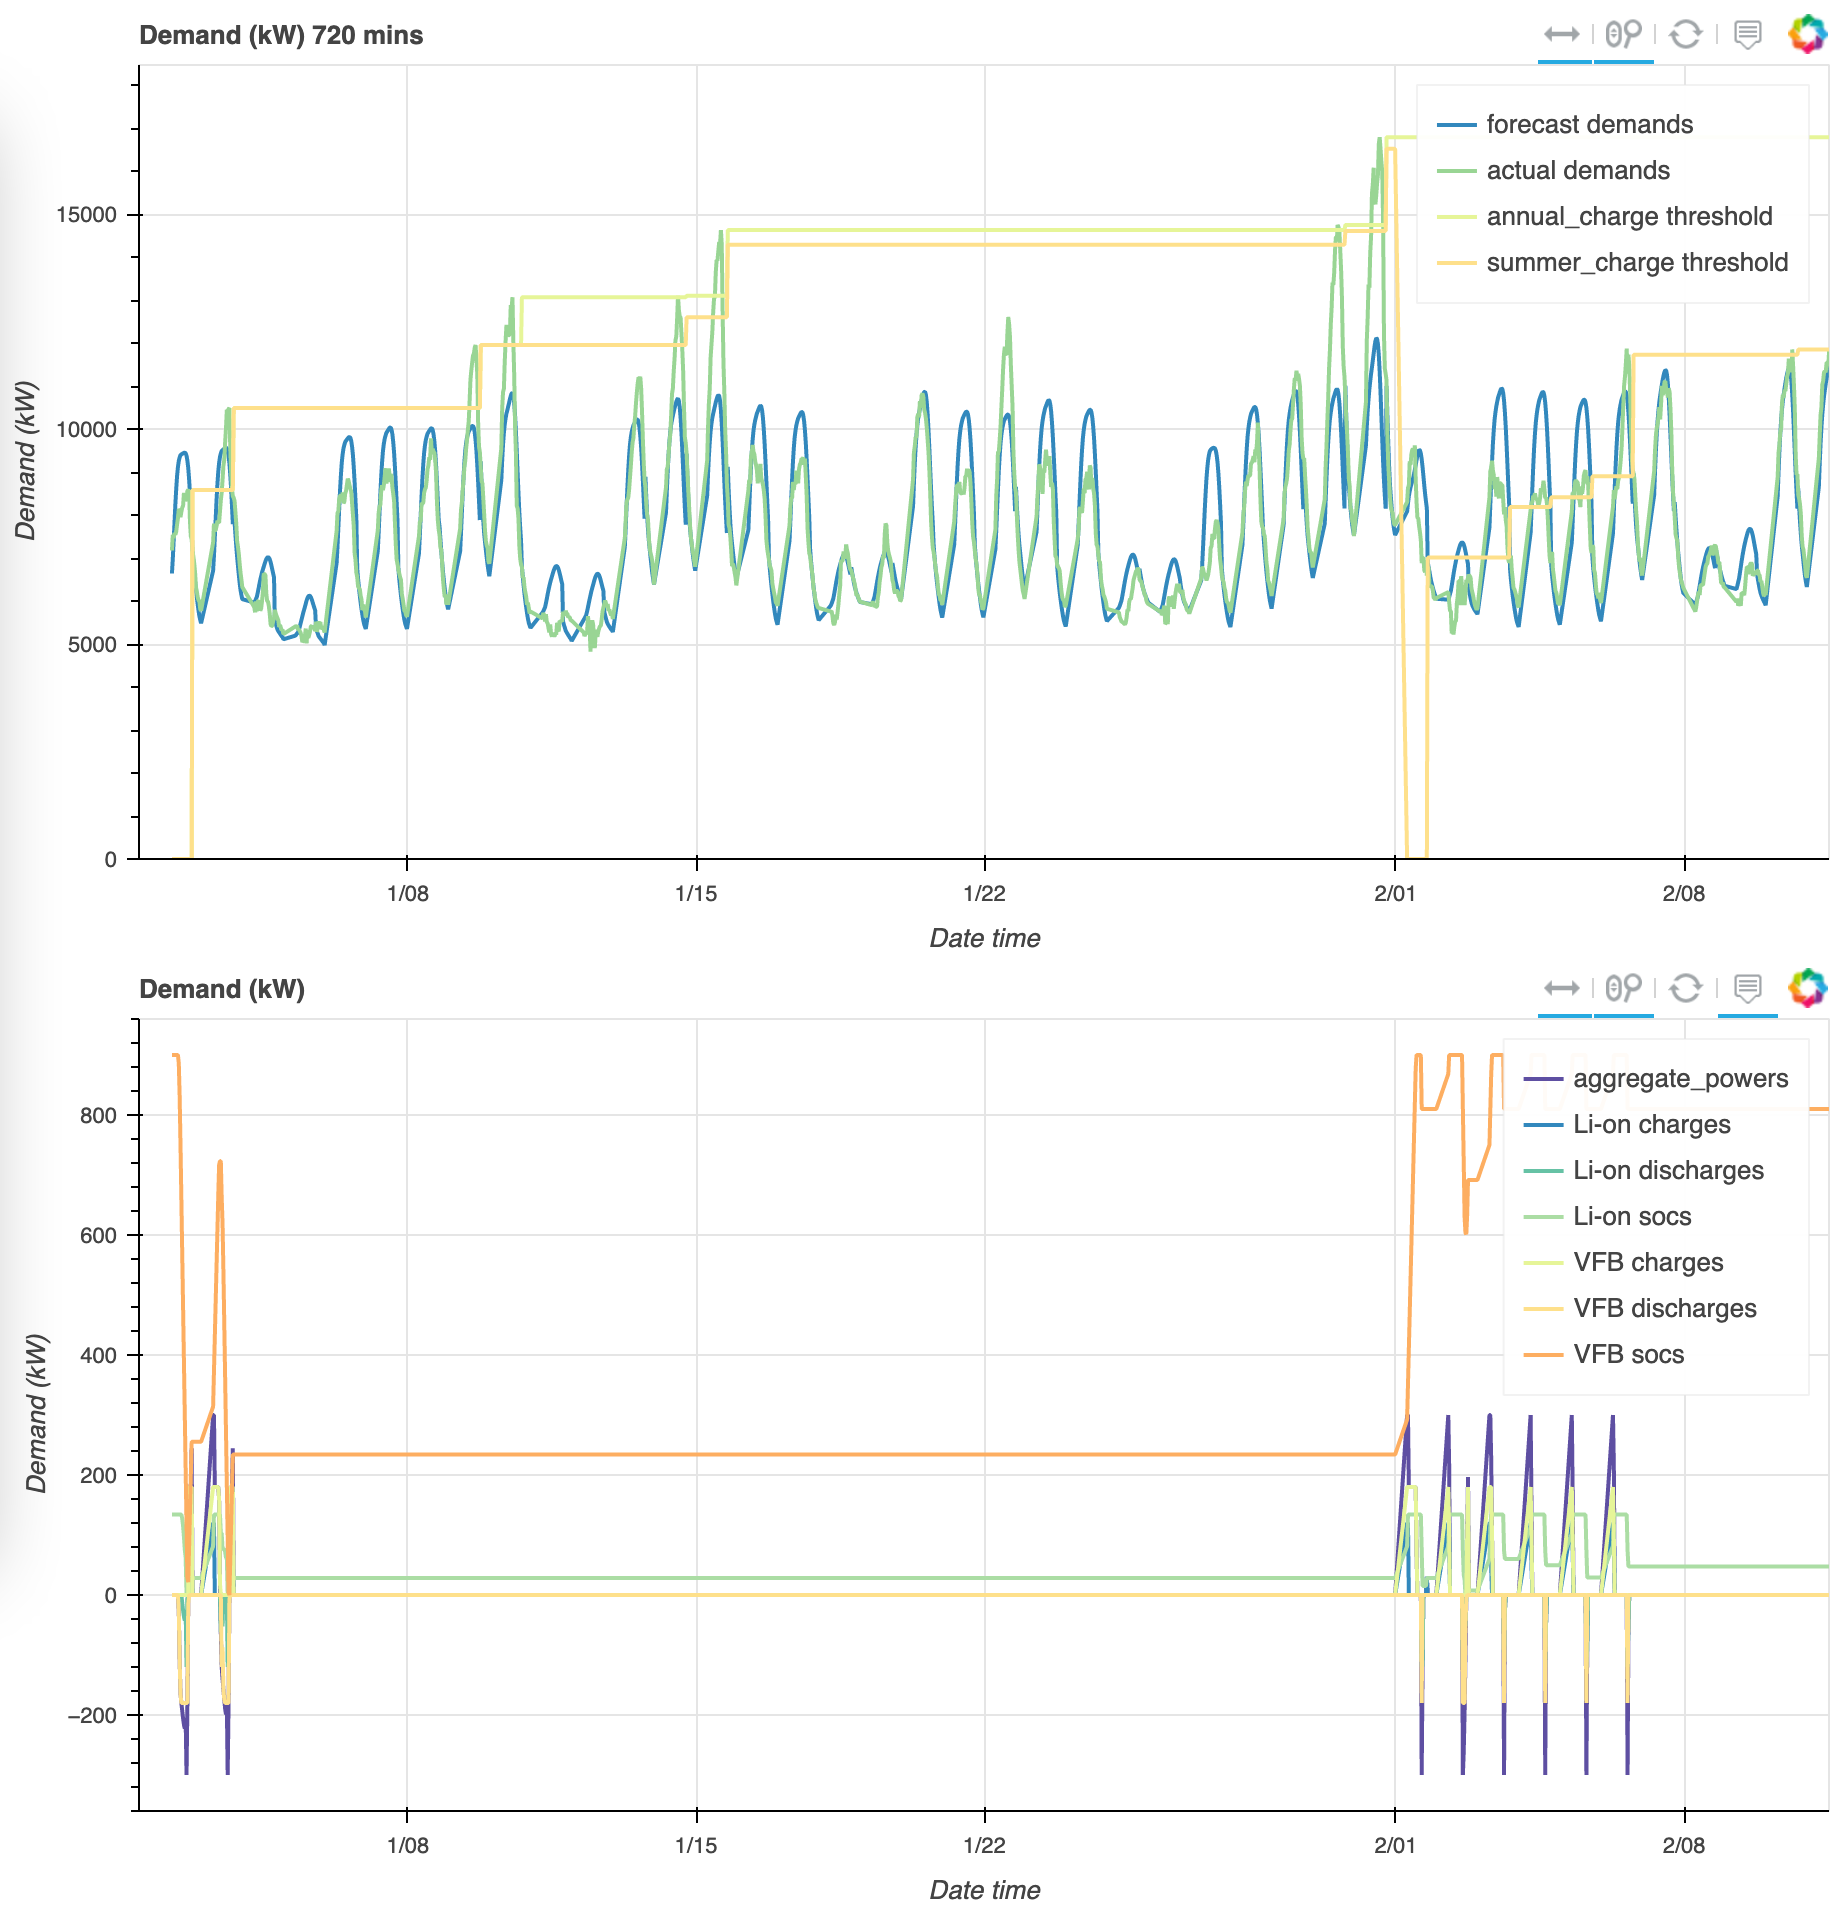 Demand (kW) 720 mins
forecast demands
actual demands
annual_charge threshold
summer_charge threshold
15000
10000
5000
0
Demand (kW)
1/08
1/15
1/22
2/01
2/08
Date time
Demand (kW)
aggregate_powers
Li-on charges
Li-on discharges
Li-on socs
VFB charges
VFB discharges
VFB socs
800
600
400
200
0
−200
Demand (kW)
1/08
1/15
1/22
2/01
2/08
Date time